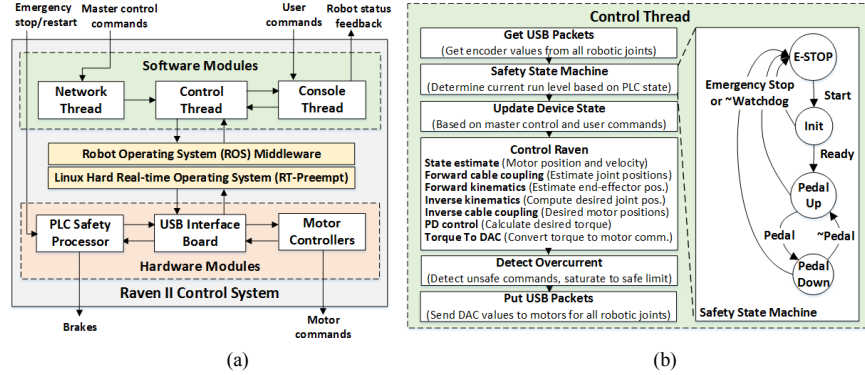 Emergency
stop/restart
Master control
commands
User
commands
Robot status
feedback
Software Modules
Network
Thread
Control
Thread
Console
Thread
Robot Operating System (ROS) Middleware
Linux Hard Real-time Operating System (RT-Preempt)
PLC Safety
Processor
USB Interface
Board
Motor
Controllers
Hardware Modules
Raven II Control System
Brakes
Motor
commands
(a)
Control Thread
Get USB Packets
(Get encoder values from all robotic joints)
Safety State Machine
(Determine current run level based on PLC state)
Update Device State
(Based on master control and user commands)
Control Raven
State estimate (Motor position and velocity)
Forward cable coupling (Estimate joint positions)
Forward kinematics (Estimate end-effector pos.)
Inverse kinematics (Compute desired joint pos.)
Inverse cable coupling (Desired motor positions)
PD control (Calculate desired torque)
Torque To DAC (Convert torque to motor comm.)
Detect Overcurrent
(Detect unsafe commands, saturate to safe limit)
Put USB Packets
(Send DAC values to motors for all robotic joints)
E-STOP
Emergency Stop
or ~Watchdog
Start
Init
Ready
Pedal
Up
Pedal
~Pedal
Pedal
Down
Safety State Machine
(b)